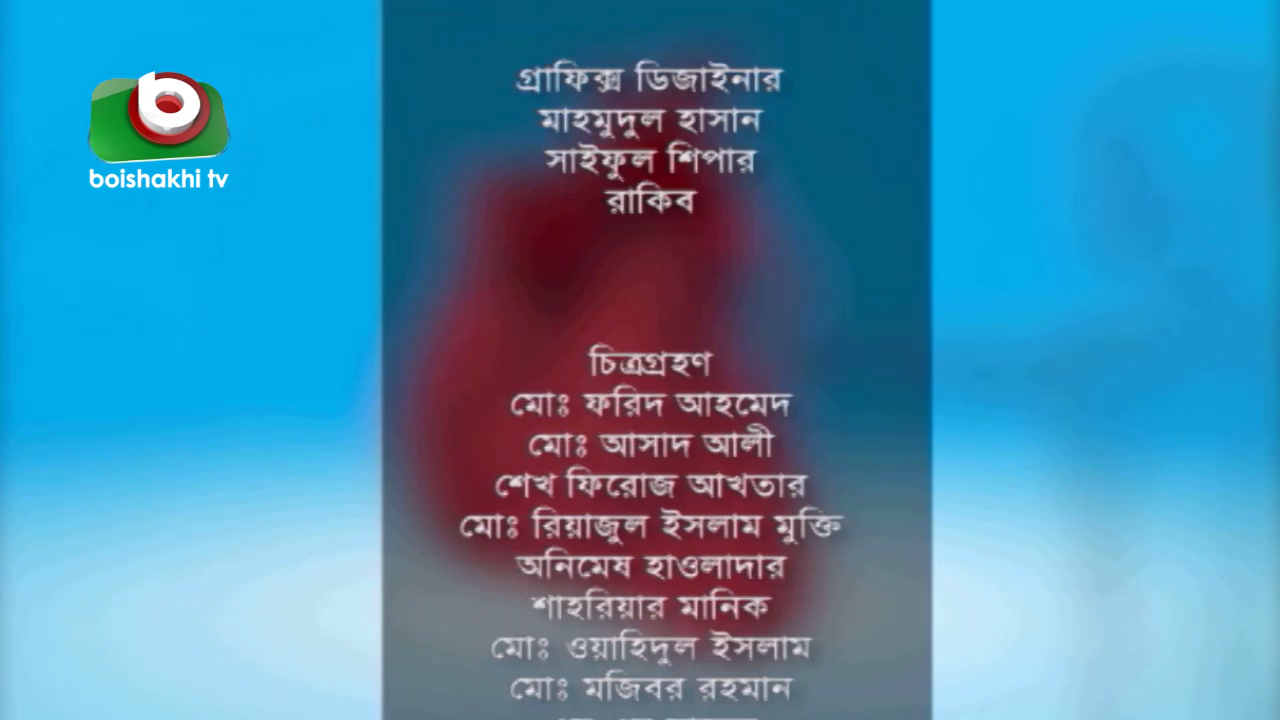 boishakhi tv
গ্রাফিক্স ডিজাইনার
মাহমুদুল হাসান
সাইফুল শিপার
রাকিব
চিত্রগ্রহণ
মোঃ ফরিদ আহমেদ
মোঃ আসাদ আলী
শেখ ফিরোজ আখতার
মোঃ রিয়াজুল ইসলাম মুক্তি
অনিমেষ হাওলাদার
শাহরিয়ার মানিক
মোঃ ওয়াহিদুল ইসলাম
মোঃ মজিবর রহমান